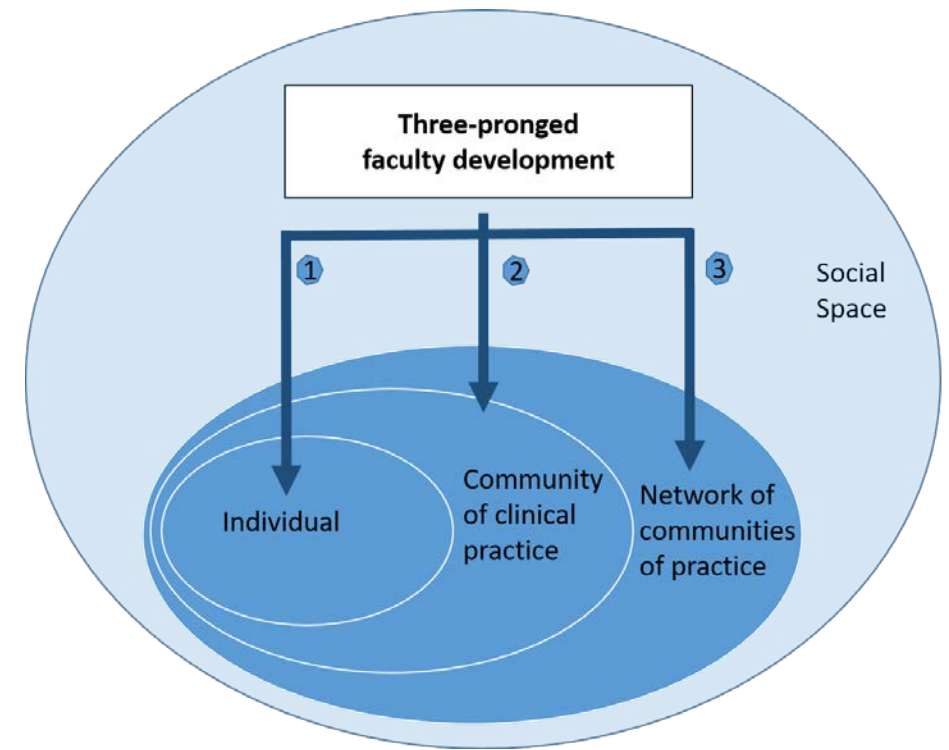 Three-pronged
faculty development
1
2
3
Social
Space
Individual
Community
of clinical
practice
Network of
communities
of practice